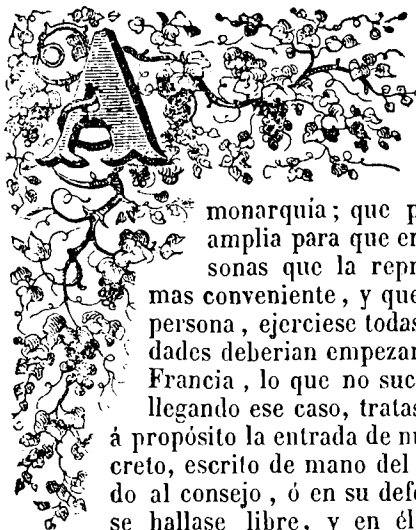 A
monarquía; que p
amplia para que en
sonas que la repr
mas conveniente, y que
persona, ejerciese todas
dades deberian empezar
Francia, lo que no suc
llegando ese caso, tratas
á propósito la entrada de nu
creto, escrito de mano del
do al consejo, ó en su defe
se hallase libre, y en él